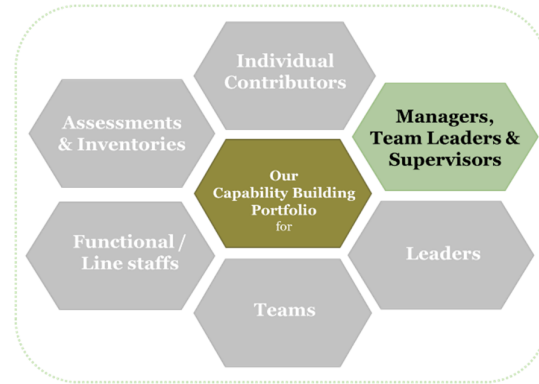 Individual
Contributors
Assessments
& Inventories
Managers,
Team Leaders &
Supervisors
Our
Capability Building
Portfolio
for
Functional /
Line staffs
Leaders
Teams